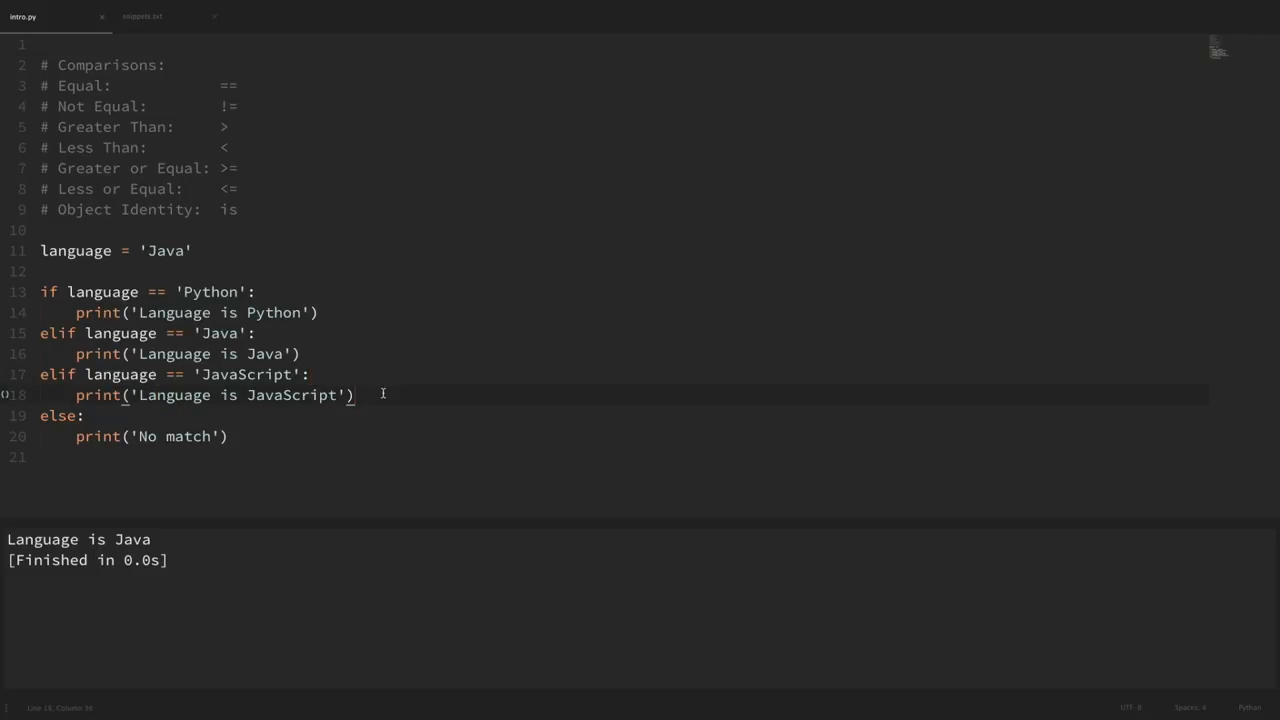 intro.py × snippets.txt ×
1
2 # Comparisons:
3 # Equal: ==
4 # Not Equal: !=
5 # Greater Than: >
6 # Less Than: <
7 # Greater or Equal: >=
8 # Less or Equal: <=
9 # Object Identity: is
10
11 language = 'Java'
12
13 if language == 'Python':
14     print('Language is Python')
15 elif language == 'Java':
16     print('Language is Java')
17 elif language == 'JavaScript':
()18     print('Language is JavaScript')
19 else:
20     print('No match')
21
Language is Java
[Finished in 0.0s]
Line 18, Column 36 UTF-8 Spaces: 4 Python